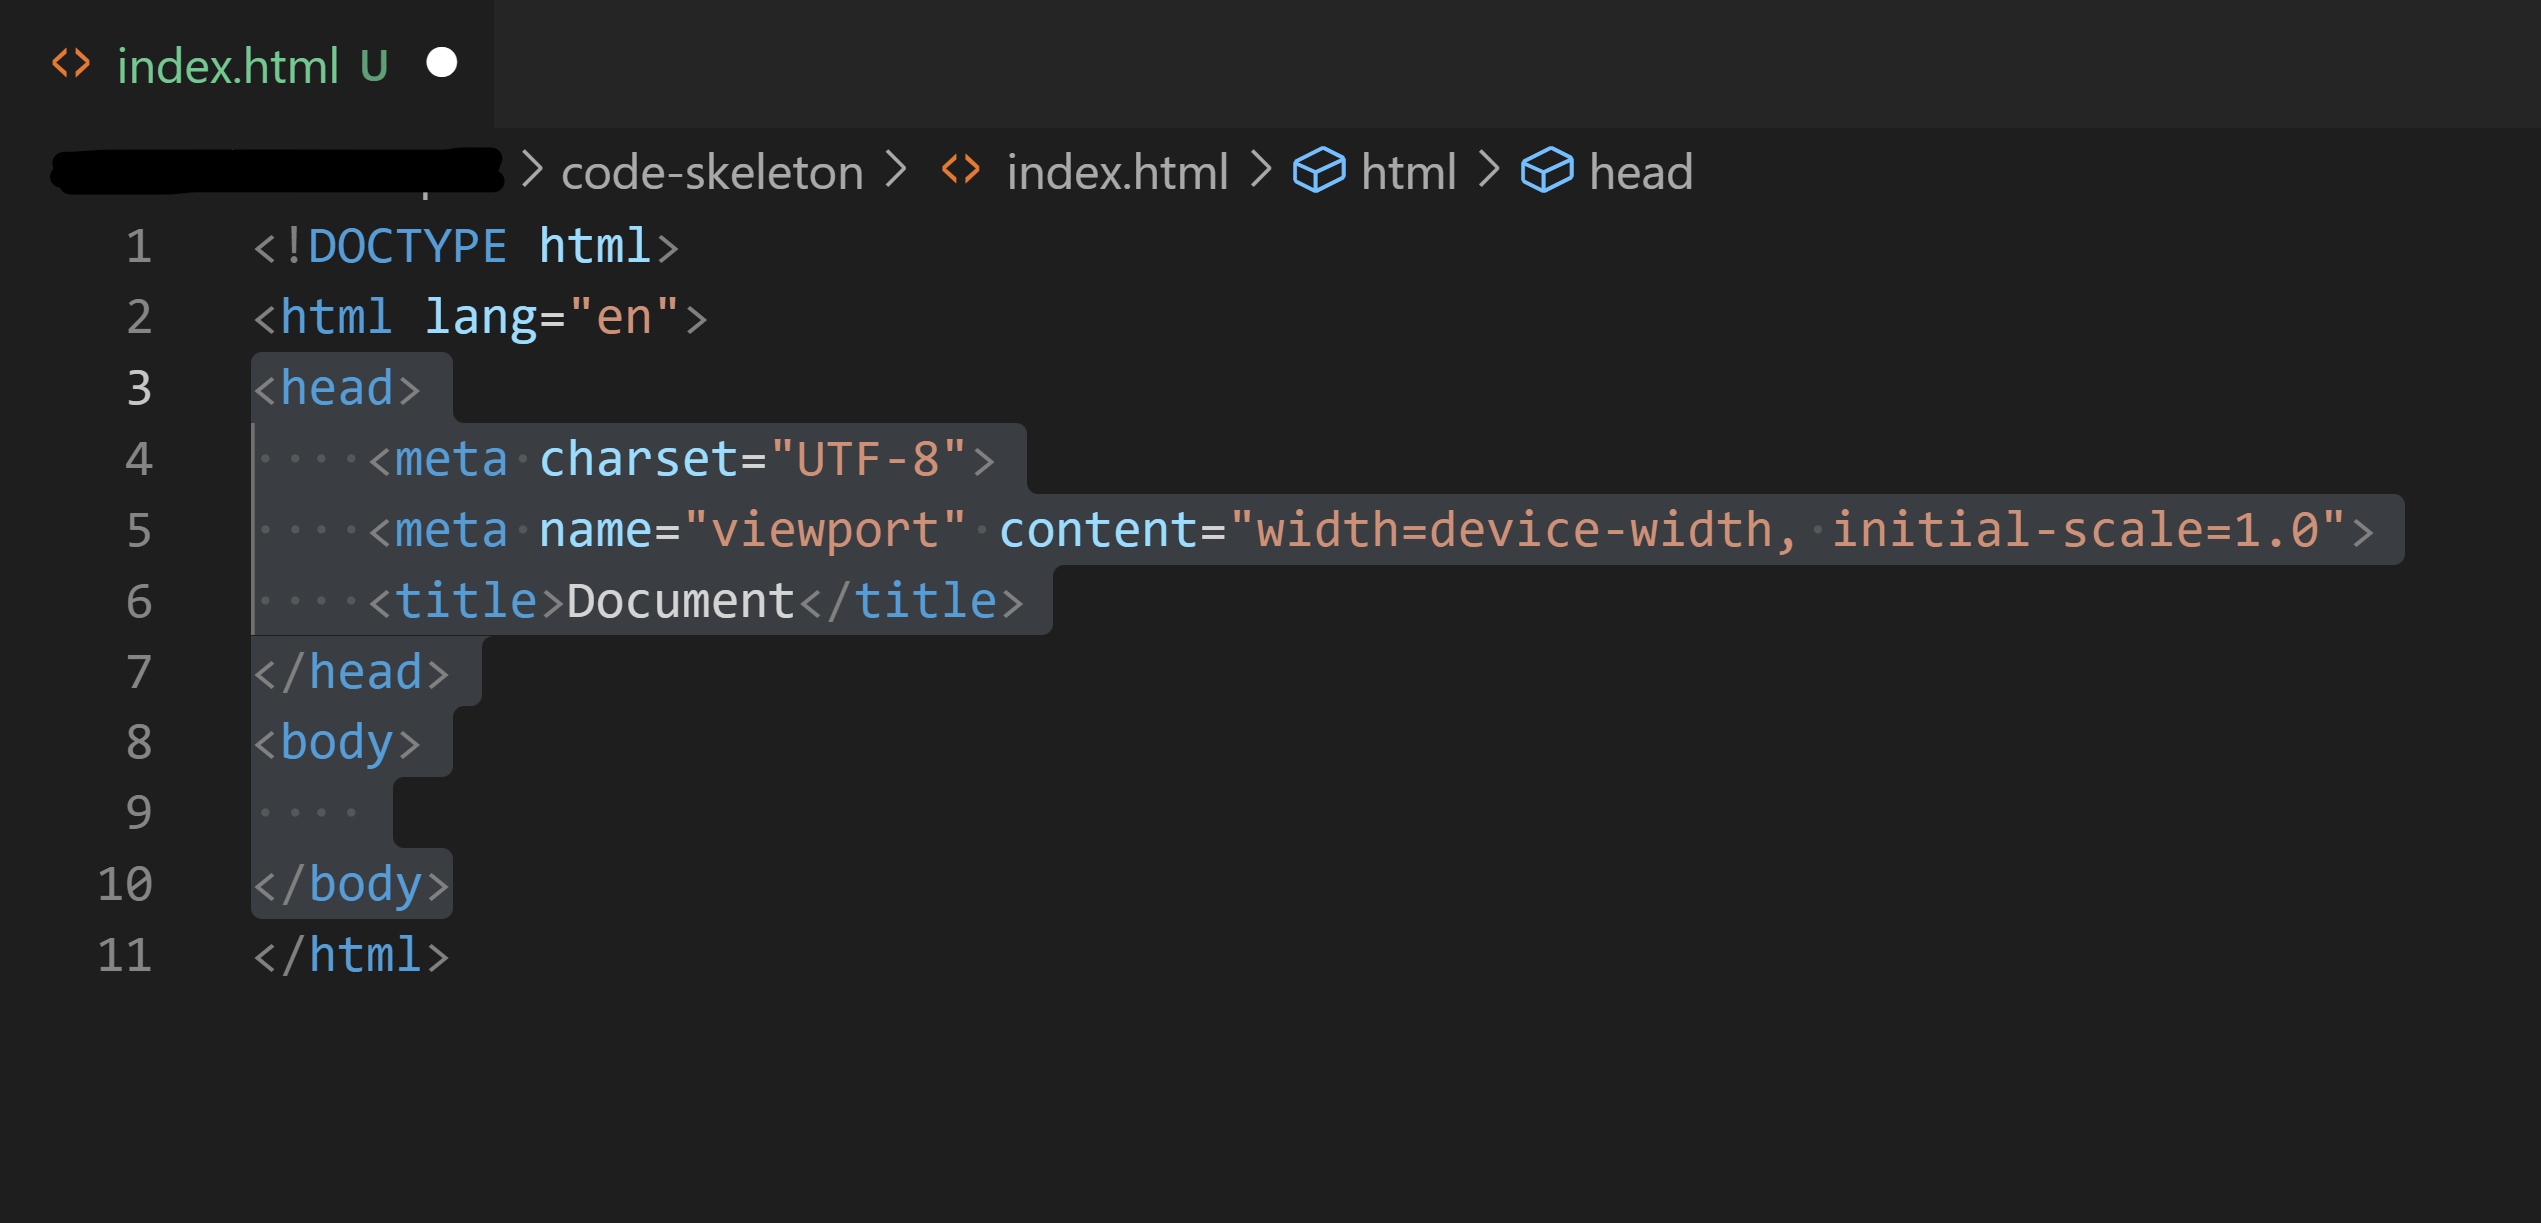 index.html U
code-skeleton > index.html > html > head
1 <!DOCTYPE html>
2 <html lang="en">
3 <head>
4     <meta charset="UTF-8">
5     <meta name="viewport" content="width=device-width, initial-scale=1.0">
6     <title>Document</title>
7 </head>
8 <body>
9
10 </body>
11 </html>